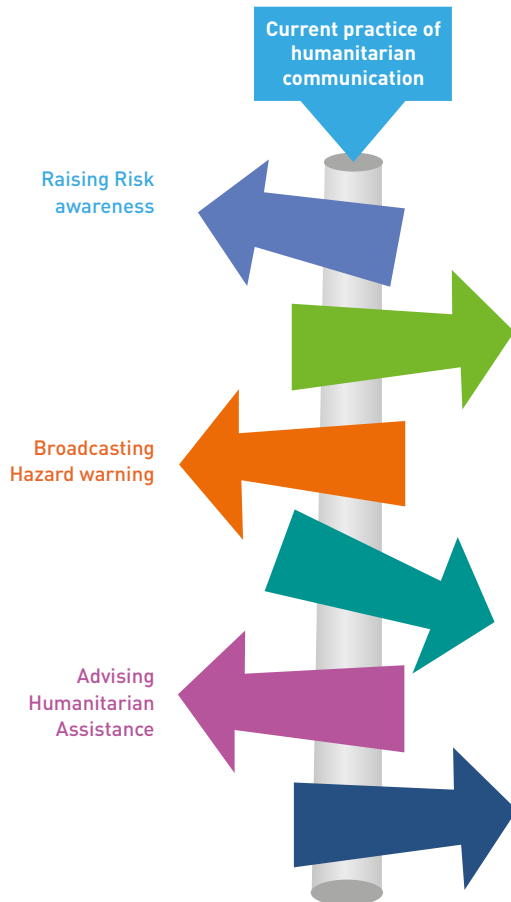 Current practice of
humanitarian
communication
Raising Risk
awareness
Broadcasting
Hazard warning
Advising
Humanitarian
Assistance